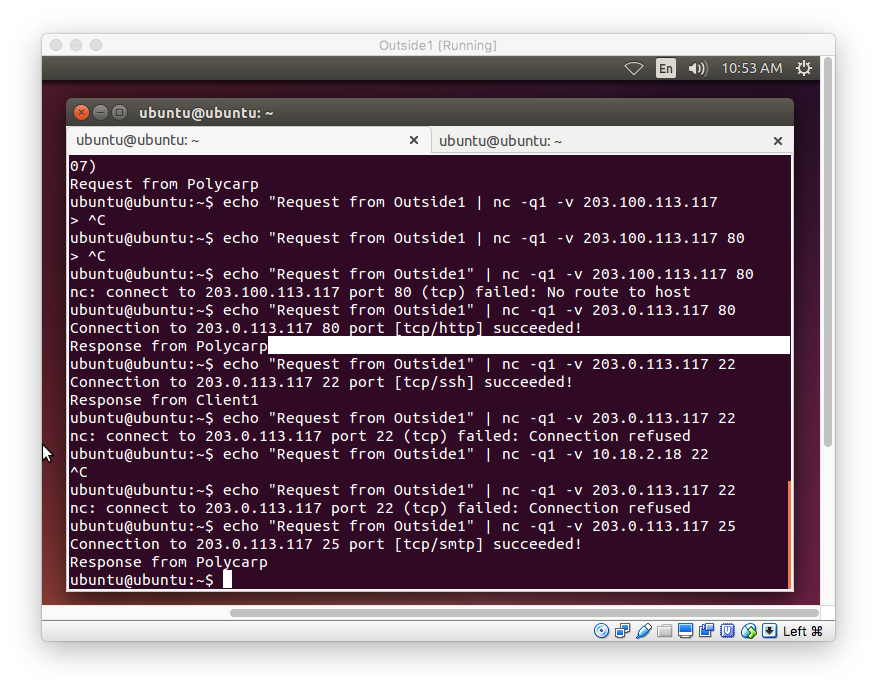 Outside1 [Running]
En 10:53 AM
ubuntu@ubuntu: ~
ubuntu@ubuntu: ~ × ubuntu@ubuntu: ~ ×
07)
Request from Polycarp
ubuntu@ubuntu:~$ echo "Request from Outside1 | nc -q1 -v 203.100.113.117
> ^C
ubuntu@ubuntu:~$ echo "Request from Outside1 | nc -q1 -v 203.100.113.117 80
> ^C
ubuntu@ubuntu:~$ echo "Request from Outside1" | nc -q1 -v 203.100.113.117 80
nc: connect to 203.100.113.117 port 80 (tcp) failed: No route to host
ubuntu@ubuntu:~$ echo "Request from Outside1" | nc -q1 -v 203.0.113.117 80
Connection to 203.0.113.117 80 port [tcp/http] succeeded!
Response from Polycarp
ubuntu@ubuntu:~$ echo "Request from Outside1" | nc -q1 -v 203.0.113.117 22
Connection to 203.0.113.117 22 port [tcp/ssh] succeeded!
Response from Client1
ubuntu@ubuntu:~$ echo "Request from Outside1" | nc -q1 -v 203.0.113.117 22
nc: connect to 203.0.113.117 port 22 (tcp) failed: Connection refused
ubuntu@ubuntu:~$ echo "Request from Outside1" | nc -q1 -v 10.18.2.18 22
^C
ubuntu@ubuntu:~$ echo "Request from Outside1" | nc -q1 -v 203.0.113.117 22
nc: connect to 203.0.113.117 port 22 (tcp) failed: Connection refused
ubuntu@ubuntu:~$ echo "Request from Outside1" | nc -q1 -v 203.0.113.117 25
Connection to 203.0.113.117 25 port [tcp/smtp] succeeded!
Response from Polycarp
ubuntu@ubuntu:~$
Left ⌘